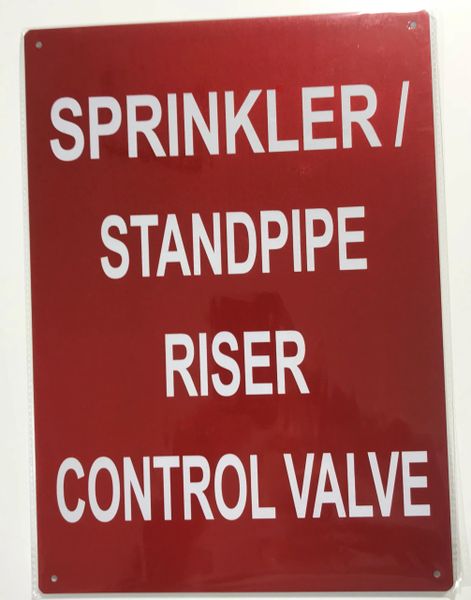 SPRINKLER /
STANDPIPE
RISER
CONTROL VALVE